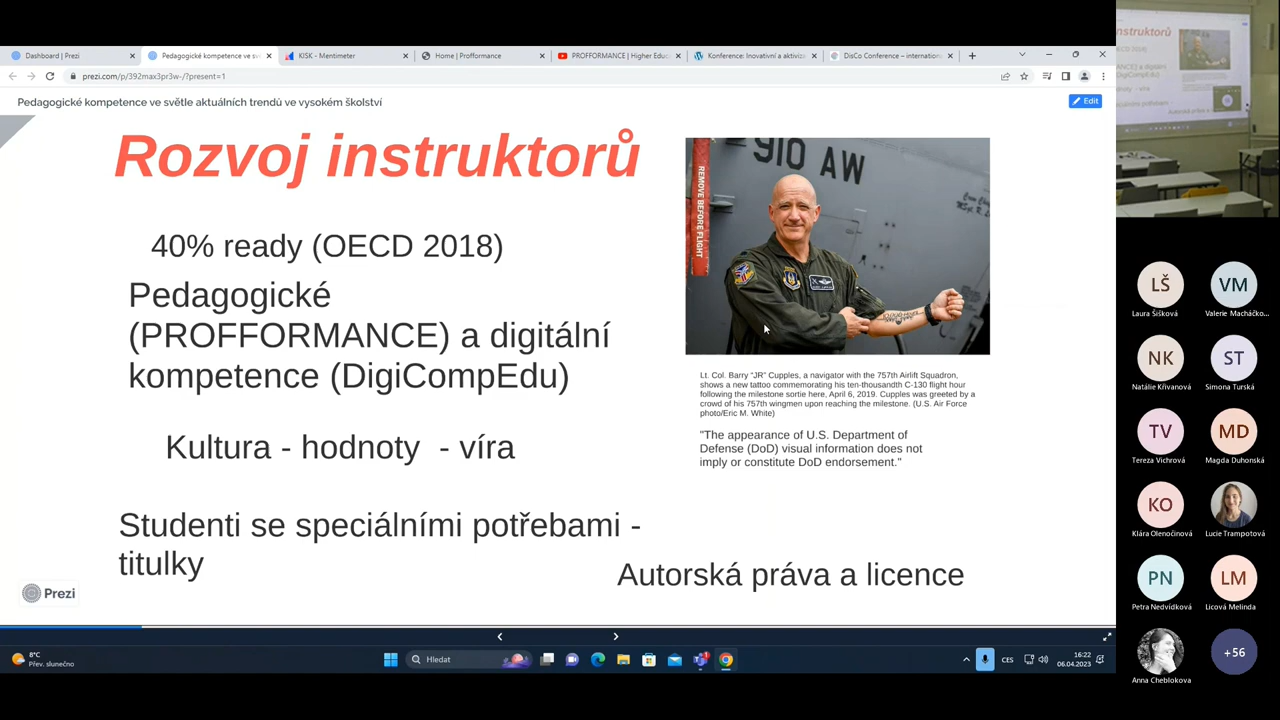 Dashboard | Prezi
Pedagogické kompetence ve sv
KISK - Mentimeter
Home | Profformance
PROFFORMANCE | Higher Edu
Konference: Inovativní a aktiviz
DisCo Conference – internation
prezi.com/p/392max3pr3w-/?present=1
Pedagogické kompetence ve světle aktuálních trendů ve vysokém školství
Edit
Rozvoj instruktorů
40% ready (OECD 2018)
Pedagogické
(PROFFORMANCE) a digitální
kompetence (DigiCompEdu)
Kultura - hodnoty - víra
Studenti se speciálními potřebami -
titulky
Autorská práva a licence
910 AW
REMOVE BEFORE FLIGHT
Lt. Col. Barry "JR" Cupples, a navigator with the 757th Airlift Squadron,
shows a new tattoo commemorating his ten-thousandth C-130 flight hour
following the milestone sortie here, April 6, 2019. Cupples was greeted by a
crowd of his 757th wingmen upon reaching the milestone. (U.S. Air Force
photo/Eric M. White)
"The appearance of U.S. Department of
Defense (DoD) visual information does not
imply or constitute DoD endorsement."
Prezi
8°C
Přev. slunečno
Hledat
CES
16:22
06.04.2023
LŠ
Laura Šišková
VM
Valerie Macháčko...
NK
Natálie Křivanová
ST
Simona Turská
TV
Tereza Vichrová
MD
Magda Duhonská
KO
Klára Olenočinová
Lucie Trampotová
PN
Petra Nedvídková
LM
Licová Melinda
Anna Cheblokova
+56